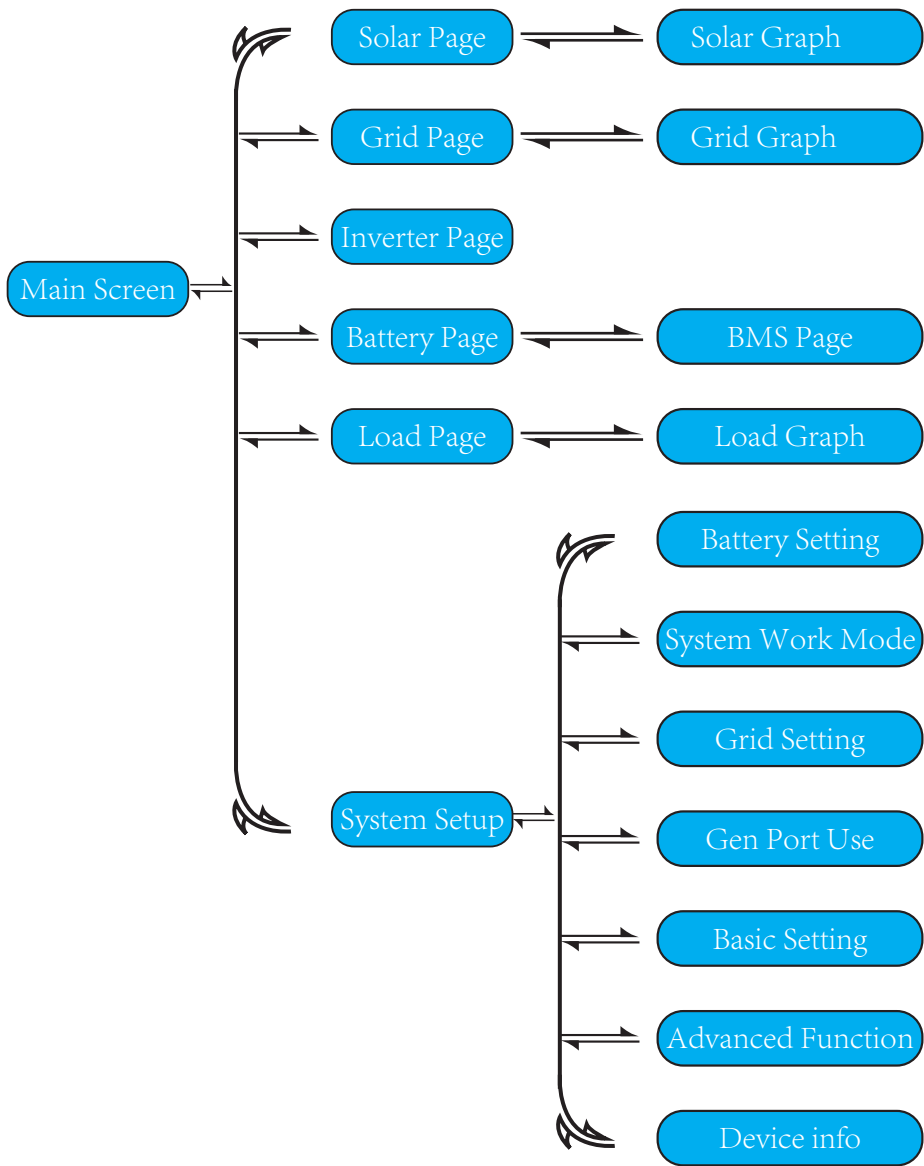 Solar Page
Solar Graph
Grid Page
Grid Graph
Inverter Page
Main Screen
Battery Page
BMS Page
Load Page
Load Graph
Battery Setting
System Work Mode
Grid Setting
System Setup
Gen Port Use
Basic Setting
Advanced Function
Device info